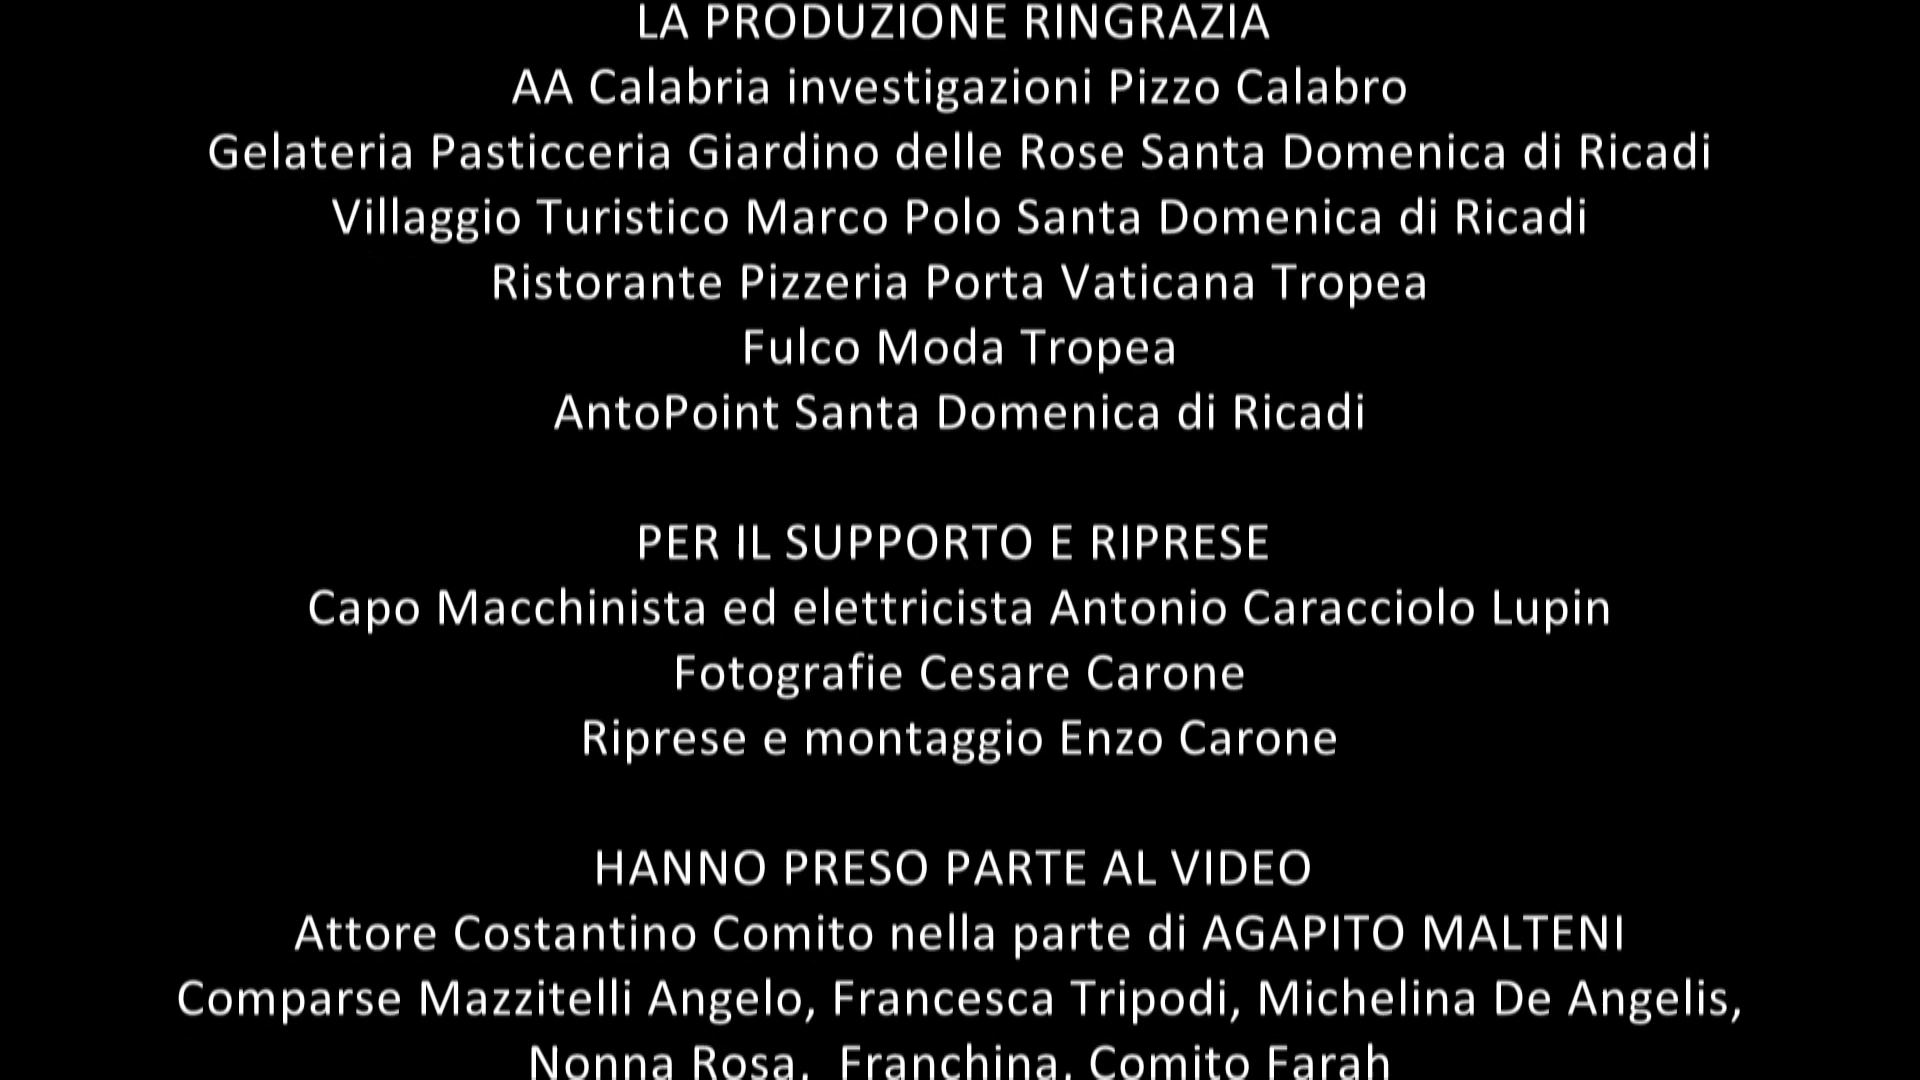 LA PRODUZIONE RINGRAZIA
AA Calabria investigazioni Pizzo Calabro
Gelateria Pasticceria Giardino delle Rose Santa Domenica di Ricadi
Villaggio Turistico Marco Polo Santa Domenica di Ricadi
Ristorante Pizzeria Porta Vaticana Tropea
Fulco Moda Tropea
AntoPoint Santa Domenica di Ricadi
PER IL SUPPORTO E RIPRESE
Capo Macchinista ed elettricista Antonio Caracciolo Lupin
Fotografie Cesare Carone
Riprese e montaggio Enzo Carone
HANNO PRESO PARTE AL VIDEO
Attore Costantino Comito nella parte di AGAPITO MALTENI
Comparse Mazzitelli Angelo, Francesca Tripodi, Michelina De Angelis,
Nonna Rosa, Franchina, Comito Farah